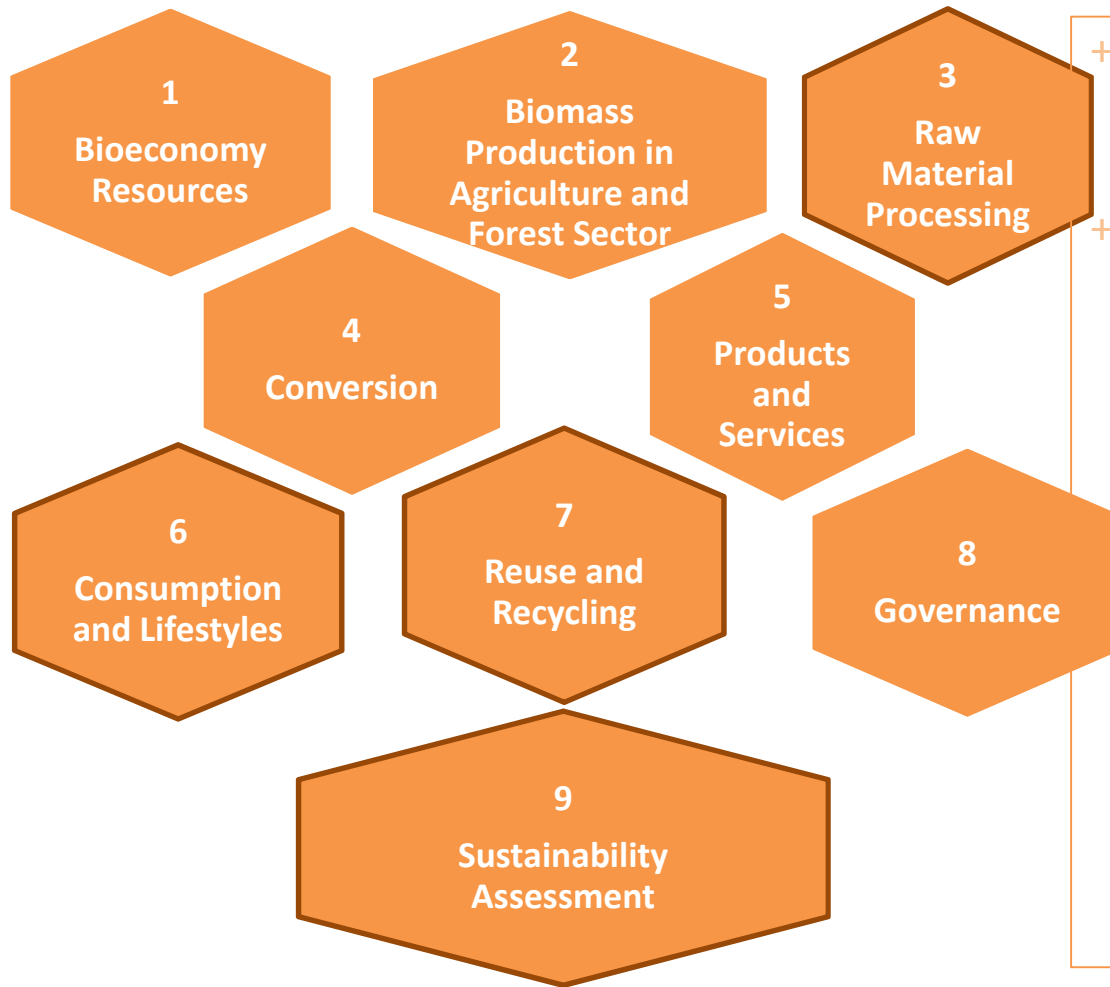 1
Bioeconomy
Resources
2
Biomass
Production in
Agriculture and
Forest Sector
3
Raw
Material
Processing
+
+
4
Conversion
5
Products
and
Services
6
Consumption
and Lifestyles
7
Reuse and
Recycling
8
Governance
9
Sustainability
Assessment